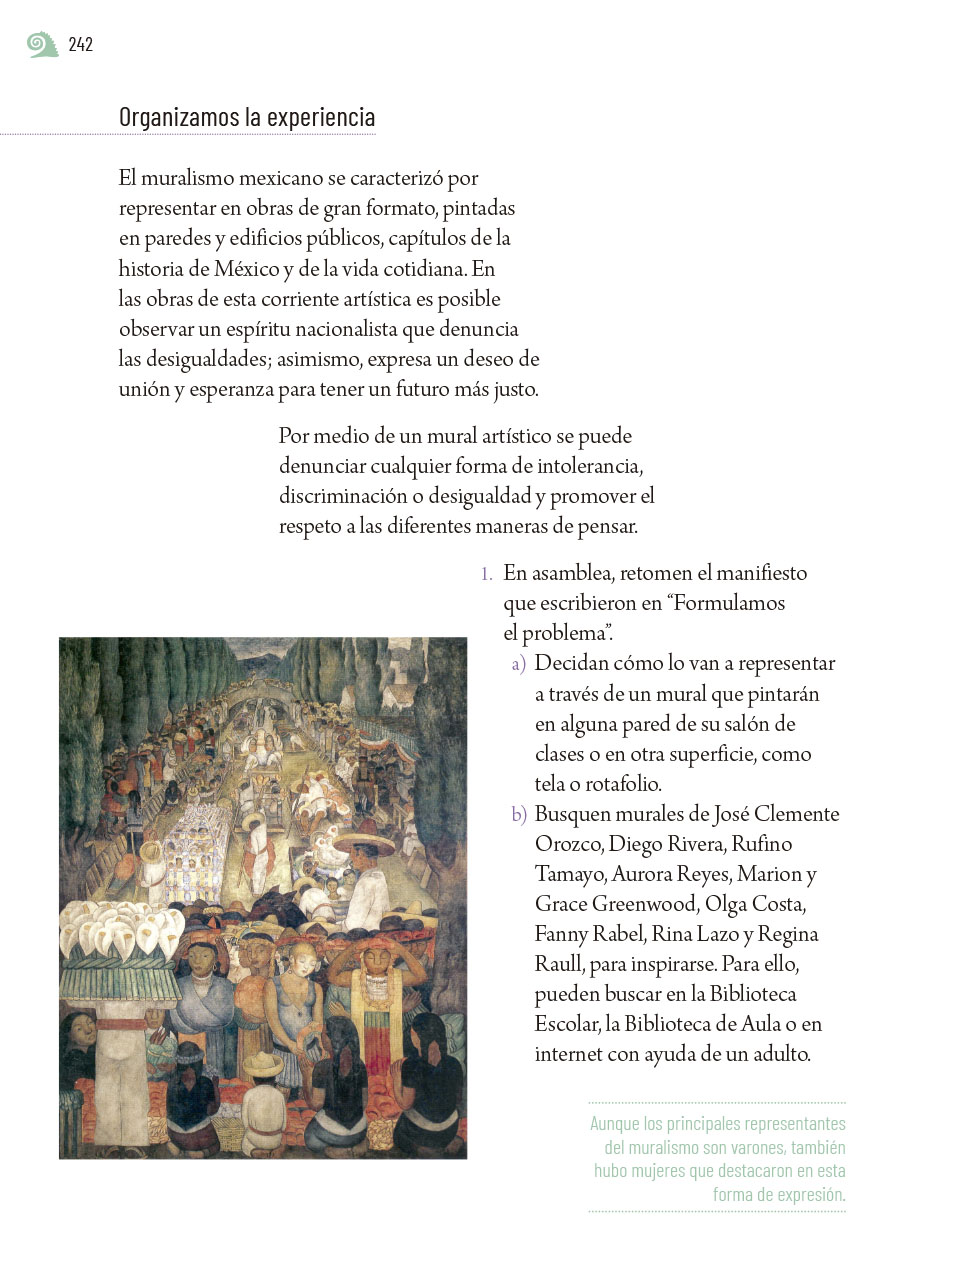 242
Organizamos la experiencia
El muralismo mexicano se caracterizó por
representar en obras de gran formato, pintadas
en paredes y edificios públicos, capítulos de la
historia de México y de la vida cotidiana. En
las obras de esta corriente artística es posible
observar un espíritu nacionalista que denuncia
las desigualdades; asimismo, expresa un deseo de
unión y esperanza para tener un futuro más justo.
Por medio de un mural artístico se puede
denunciar cualquier forma de intolerancia,
discriminación o desigualdad y promover el
respeto a las diferentes maneras de pensar.
1. En asamblea, retomen el manifiesto
que escribieron en “Formulamos
el problema”.
a) Decidan cómo lo van a representar
a través de un mural que pintarán
en alguna pared de su salón de
clases o en otra superficie, como
tela o rotafolio.
b) Busquen murales de José Clemente
Orozco, Diego Rivera, Rufino
Tamayo, Aurora Reyes, Marion y
Grace Greenwood, Olga Costa,
Fanny Rabel, Rina Lazo y Regina
Raull, para inspirarse. Para ello,
pueden buscar en la Biblioteca
Escolar, la Biblioteca de Aula o en
internet con ayuda de un adulto.
Aunque los principales representantes
del muralismo son varones, también
hubo mujeres que destacaron en esta
forma de expresión.